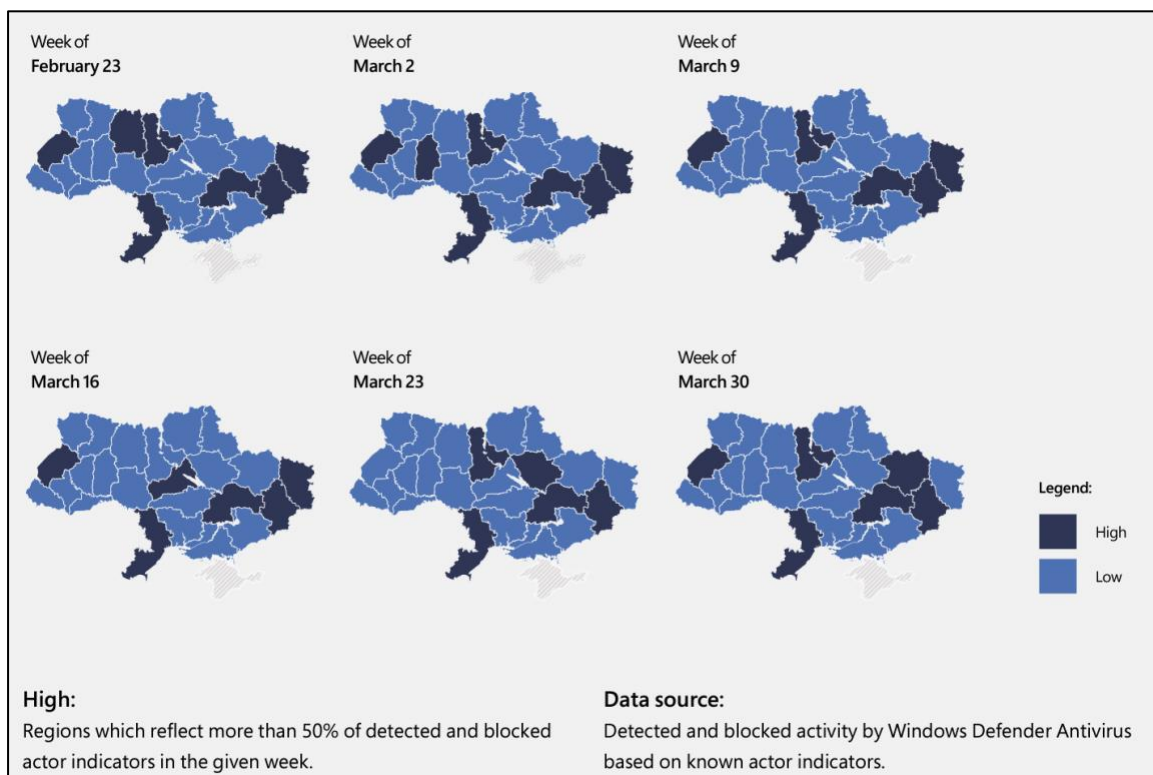 Week of
February 23
Week of
March 2
Week of
March 9
Week of
March 16
Week of
March 23
Week of
March 30
Legend:
High
Low
High:
Regions which reflect more than 50% of detected and blocked
actor indicators in the given week.
Data source:
Detected and blocked activity by Windows Defender Antivirus
based on known actor indicators.